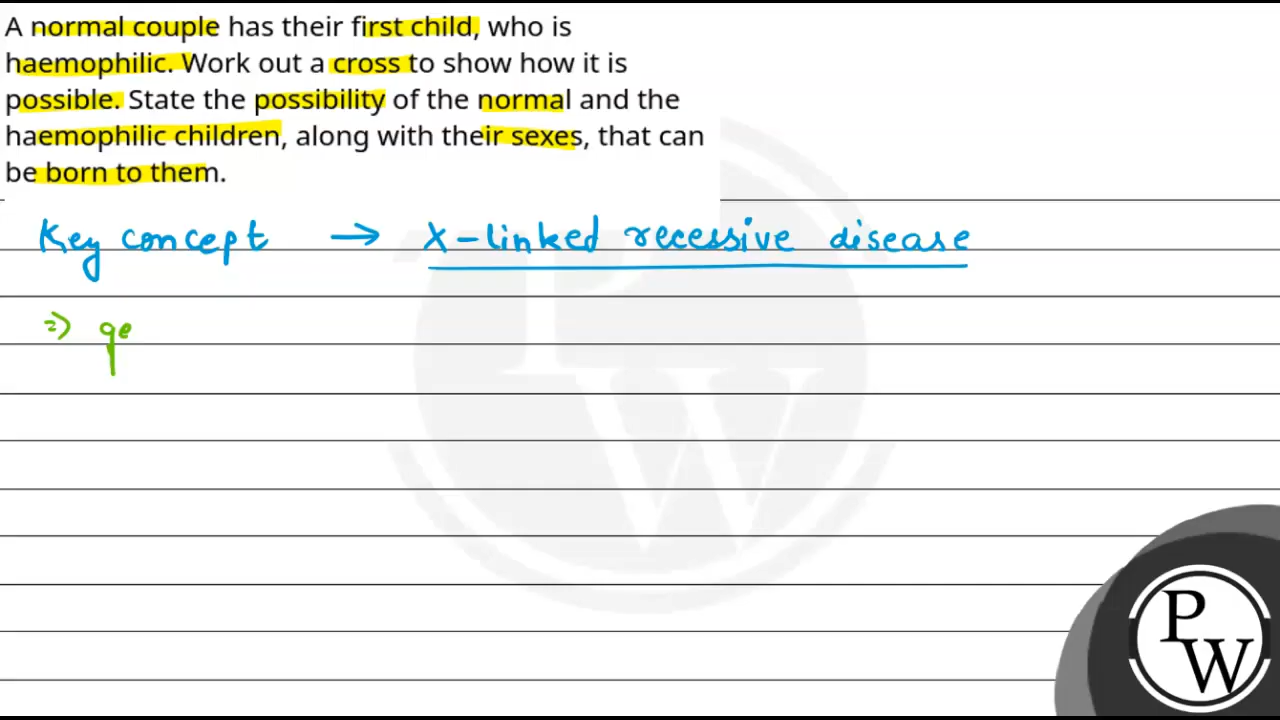 A normal couple has their first child, who is
haemophilic. Work out a cross to show how it is
possible. State the possibility of the normal and the
haemophilic children, along with their sexes, that can
be born to them.
Key concept → X-linked recessive disease
⇒ ge
PW
PW